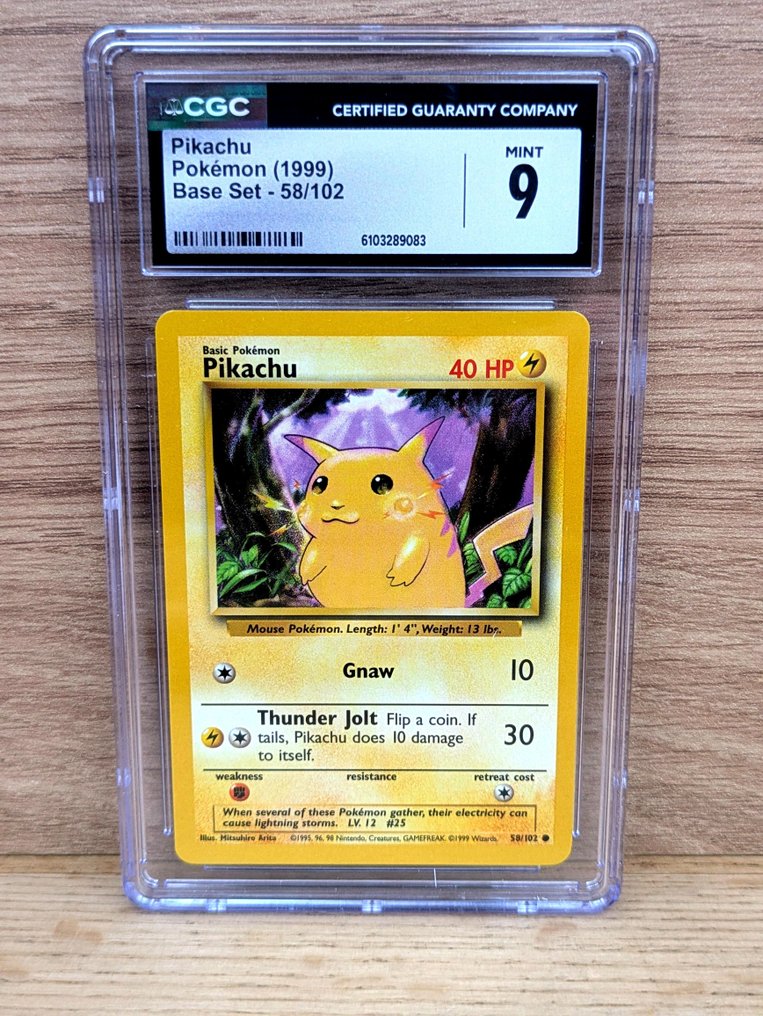 CGC
CERTIFIED GUARANTY COMPANY
Pikachu
Pokémon (1999)
Base Set - 58/102
MINT
9
6103289083
Basic Pokémon
Pikachu
40 HP
Mouse Pokémon. Length: 1' 4", Weight: 13 lbs.
Gnaw
10
Thunder Jolt Flip a coin. If
tails, Pikachu does 10 damage
to itself.
30
weakness
resistance
retreat cost
When several of these Pokémon gather, their electricity can
cause lightning storms. LV. 12 #25
Illus. Mitsuhiro Arita ©1995, 96, 98 Nintendo, Creatures, GAMEFREAK. ©1999 Wizards. 58/102